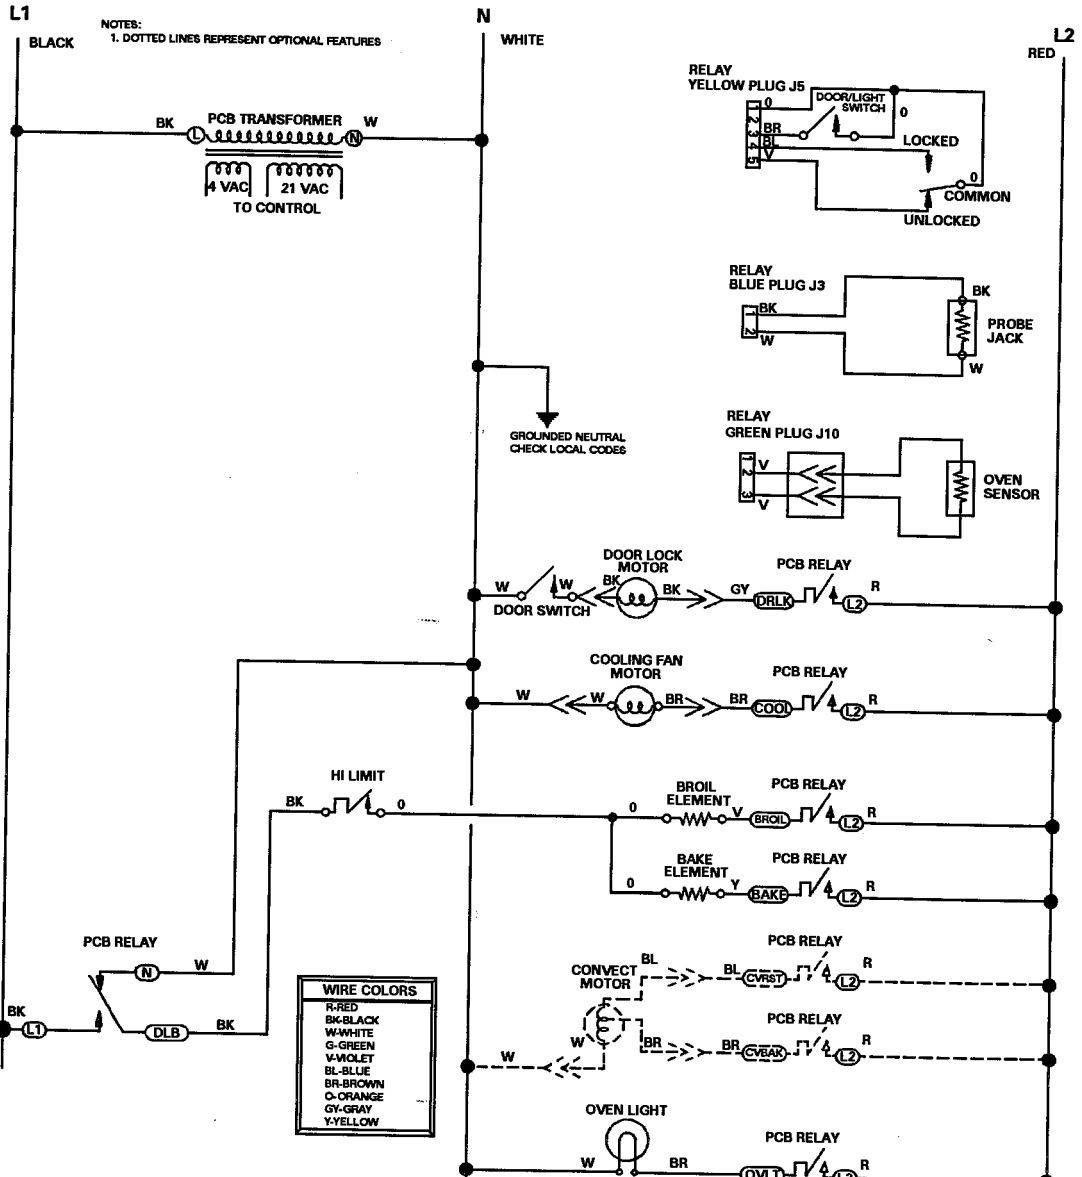 L1
N
L2
NOTES:
1. DOTTED LINES REPRESENT OPTIONAL FEATURES
BLACK
WHITE
RED
RELAY
YELLOW PLUG J5
1
2
3
4
5
O
BR
BL
V
DOOR/LIGHT
SWITCH
O
LOCKED
O
COMMON
UNLOCKED
BK
L
PCB TRANSFORMER
N
W
4 VAC
21 VAC
TO CONTROL
RELAY
BLUE PLUG J3
1
2
BK
W
BK
PROBE
JACK
W
GROUNDED NEUTRAL
CHECK LOCAL CODES
RELAY
GREEN PLUG J10
1
2
3
V
V
OVEN
SENSOR
W
DOOR SWITCH
W
BK
DOOR LOCK
MOTOR
BK
GY
DRLK
PCB RELAY
L2
R
W
W
COOLING FAN
MOTOR
BR
BR
COOL
PCB RELAY
L2
R
BK
HI LIMIT
O
O
BROIL
ELEMENT
V
BROIL
PCB RELAY
L2
R
O
BAKE
ELEMENT
Y
BAKE
PCB RELAY
L2
R
PCB RELAY
N
W
BK
L1
DLB
BK
WIRE COLORS
R-RED
BK-BLACK
W-WHITE
G-GREEN
V-VIOLET
BL-BLUE
BR-BROWN
O-ORANGE
GY-GRAY
Y-YELLOW
CONVECT
MOTOR
BL
BL
CVRST
PCB RELAY
L2
R
W
W
BR
BR
CVBAK
PCB RELAY
L2
R
OVEN LIGHT
W
BR
OVLT
PCB RELAY
L2
R